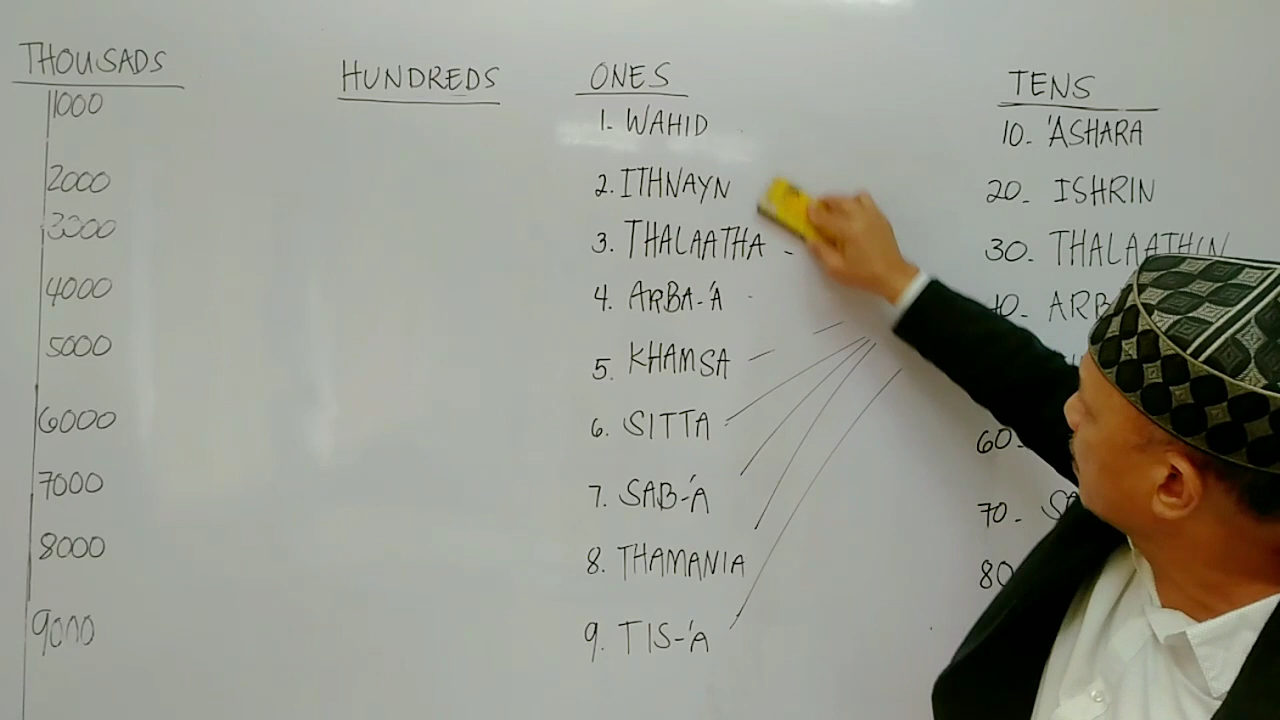 THOUSADS
1000
2000
3000
4000
5000
6000
7000
8000
9000
HUNDREDS
ONES
1. WAHID
2. ITHNAYN
3. THALAATHA
4. ARBA-'A
5. KHAMSA
6. SITTA
7. SAB-'A
8. THAMANIA
9. TIS-'A
TENS
10. 'ASHARA
20- ISHRIN
30. THALAATHIN
60-
70-
80